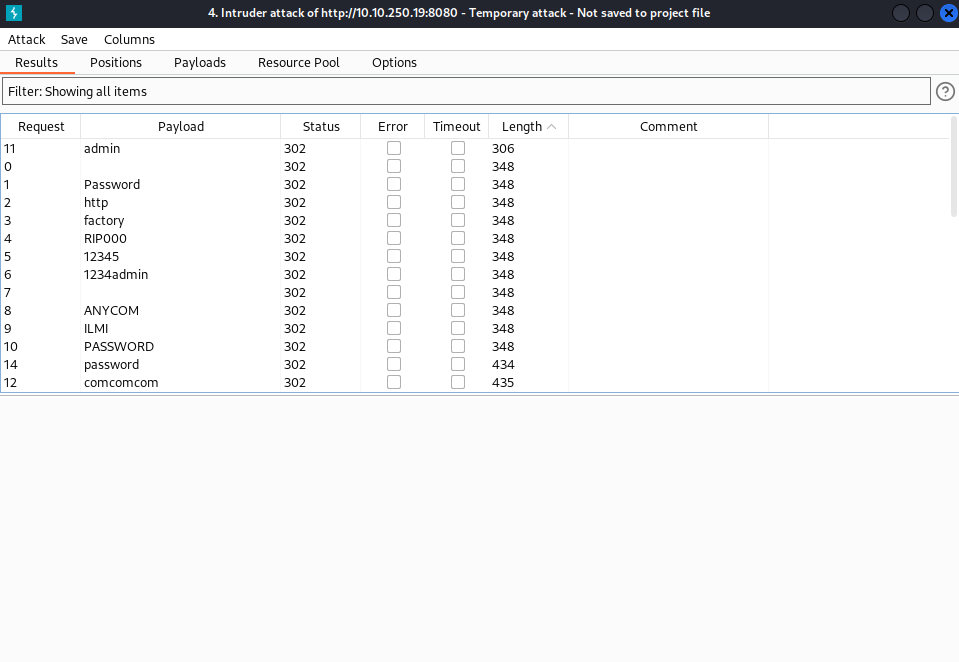 4. Intruder attack of http://10.10.250.19:8080 - Temporary attack - Not saved to project file
Attack Save Columns
Results Positions Payloads Resource Pool Options
Filter: Showing all items ?
Request Payload Status Error Timeout Length Comment
11 admin 302 306
0 302 348
1 Password 302 348
2 http 302 348
3 factory 302 348
4 RIP000 302 348
5 12345 302 348
6 1234admin 302 348
7 302 348
8 ANYCOM 302 348
9 ILMI 302 348
10 PASSWORD 302 348
14 password 302 434
12 comcomcom 302 435